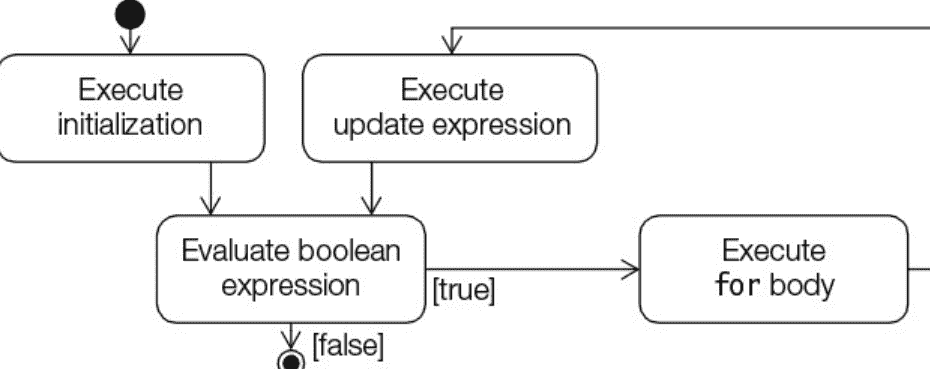 Execute
initialization
Execute
update expression
Evaluate boolean
expression
[true]
Execute
for body
[false]